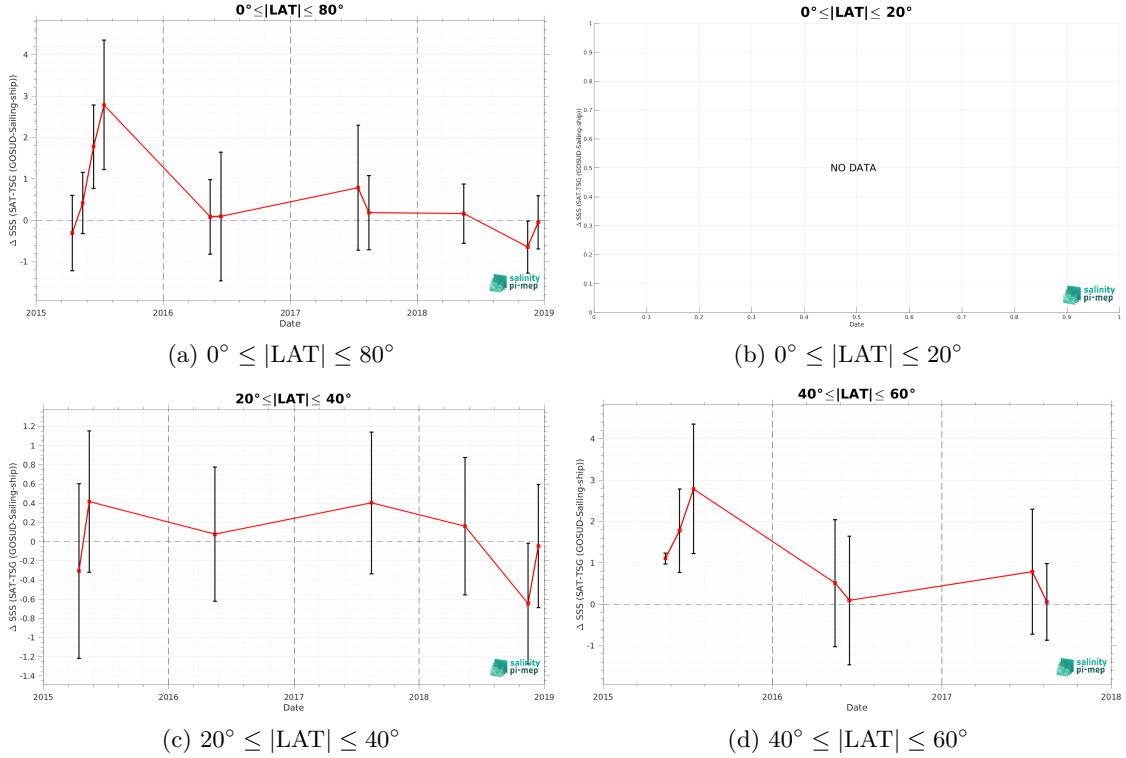 0°≤|LAT|≤ 80°
Δ SSS (SAT-TSG (GOSUD-Sailing-ship))
4
3
2
1
0
-1
2015 2016 2017 2018 2019
Date
salinity
pi-mep
(a) 0° ≤ |LAT| ≤ 80°
0°≤|LAT|≤ 20°
Δ SSS (SAT-TSG (GOSUD-Sailing-ship))
1
0.9
0.8
0.7
0.6
0.5
0.4
0.3
0.2
0.1
0
NO DATA
0 0.1 0.2 0.3 0.4 0.5 0.6 0.7 0.8 0.9 1
Date
salinity
pi-mep
(b) 0° ≤ |LAT| ≤ 20°
20°≤|LAT|≤ 40°
Δ SSS (SAT-TSG (GOSUD-Sailing-ship))
1.2
1
0.8
0.6
0.4
0.2
0
-0.2
-0.4
-0.6
-0.8
-1
-1.2
-1.4
2015 2016 2017 2018 2019
Date
salinity
pi-mep
(c) 20° ≤ |LAT| ≤ 40°
40°≤|LAT|≤ 60°
Δ SSS (SAT-TSG (GOSUD-Sailing-ship))
4
3
2
1
0
-1
2015 2016 2017 2018
Date
salinity
pi-mep
(d) 40° ≤ |LAT| ≤ 60°